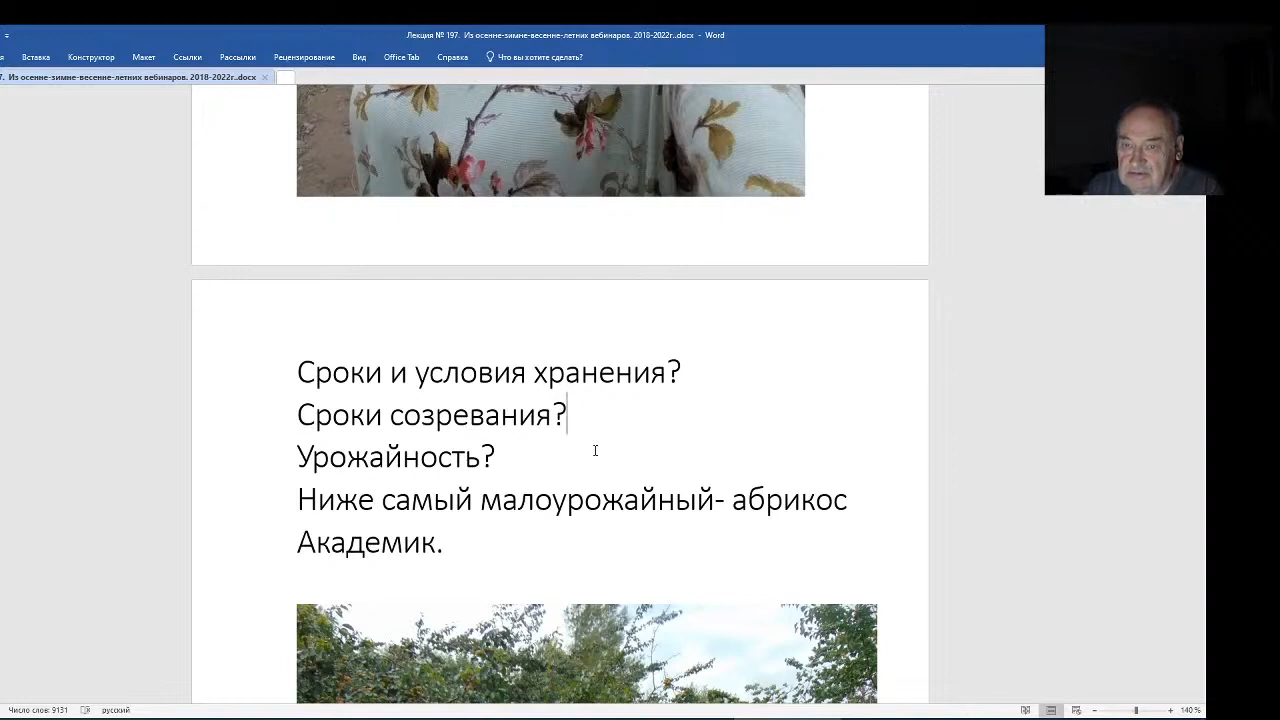 Лекция № 197.  Из осенне-зимне-весенне-летних вебинаров. 2018-2022г..docx  -  Word
Вставка Конструктор Макет Ссылки Рассылки Рецензирование Вид Office Tab Справка Что вы хотите сделать?
7.  Из осенне-зимне-весенне-летних вебинаров. 2018-2022г..docx
Сроки и условия хранения?
Сроки созревания?
Урожайность?
Ниже самый малоурожайный- абрикос
Академик.
Число слов: 9131 русский 140 %